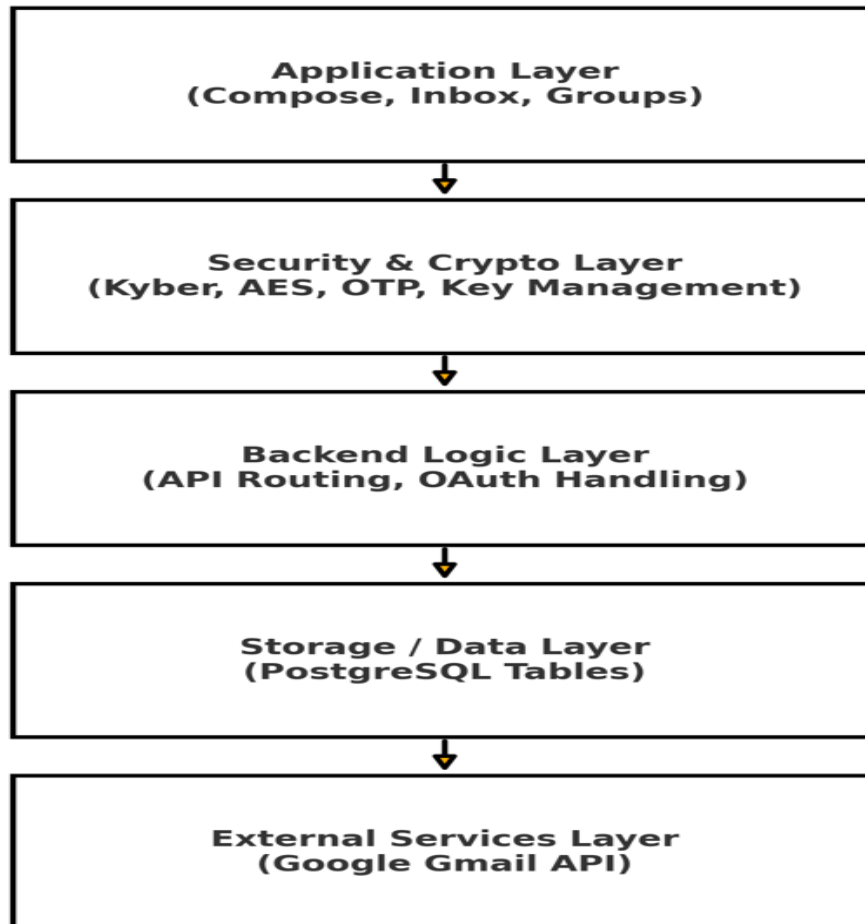 Application Layer
(Compose, Inbox, Groups)
Security & Crypto Layer
(Kyber, AES, OTP, Key Management)
Backend Logic Layer
(API Routing, OAuth Handling)
Storage / Data Layer
(PostgreSQL Tables)
External Services Layer
(Google Gmail API)